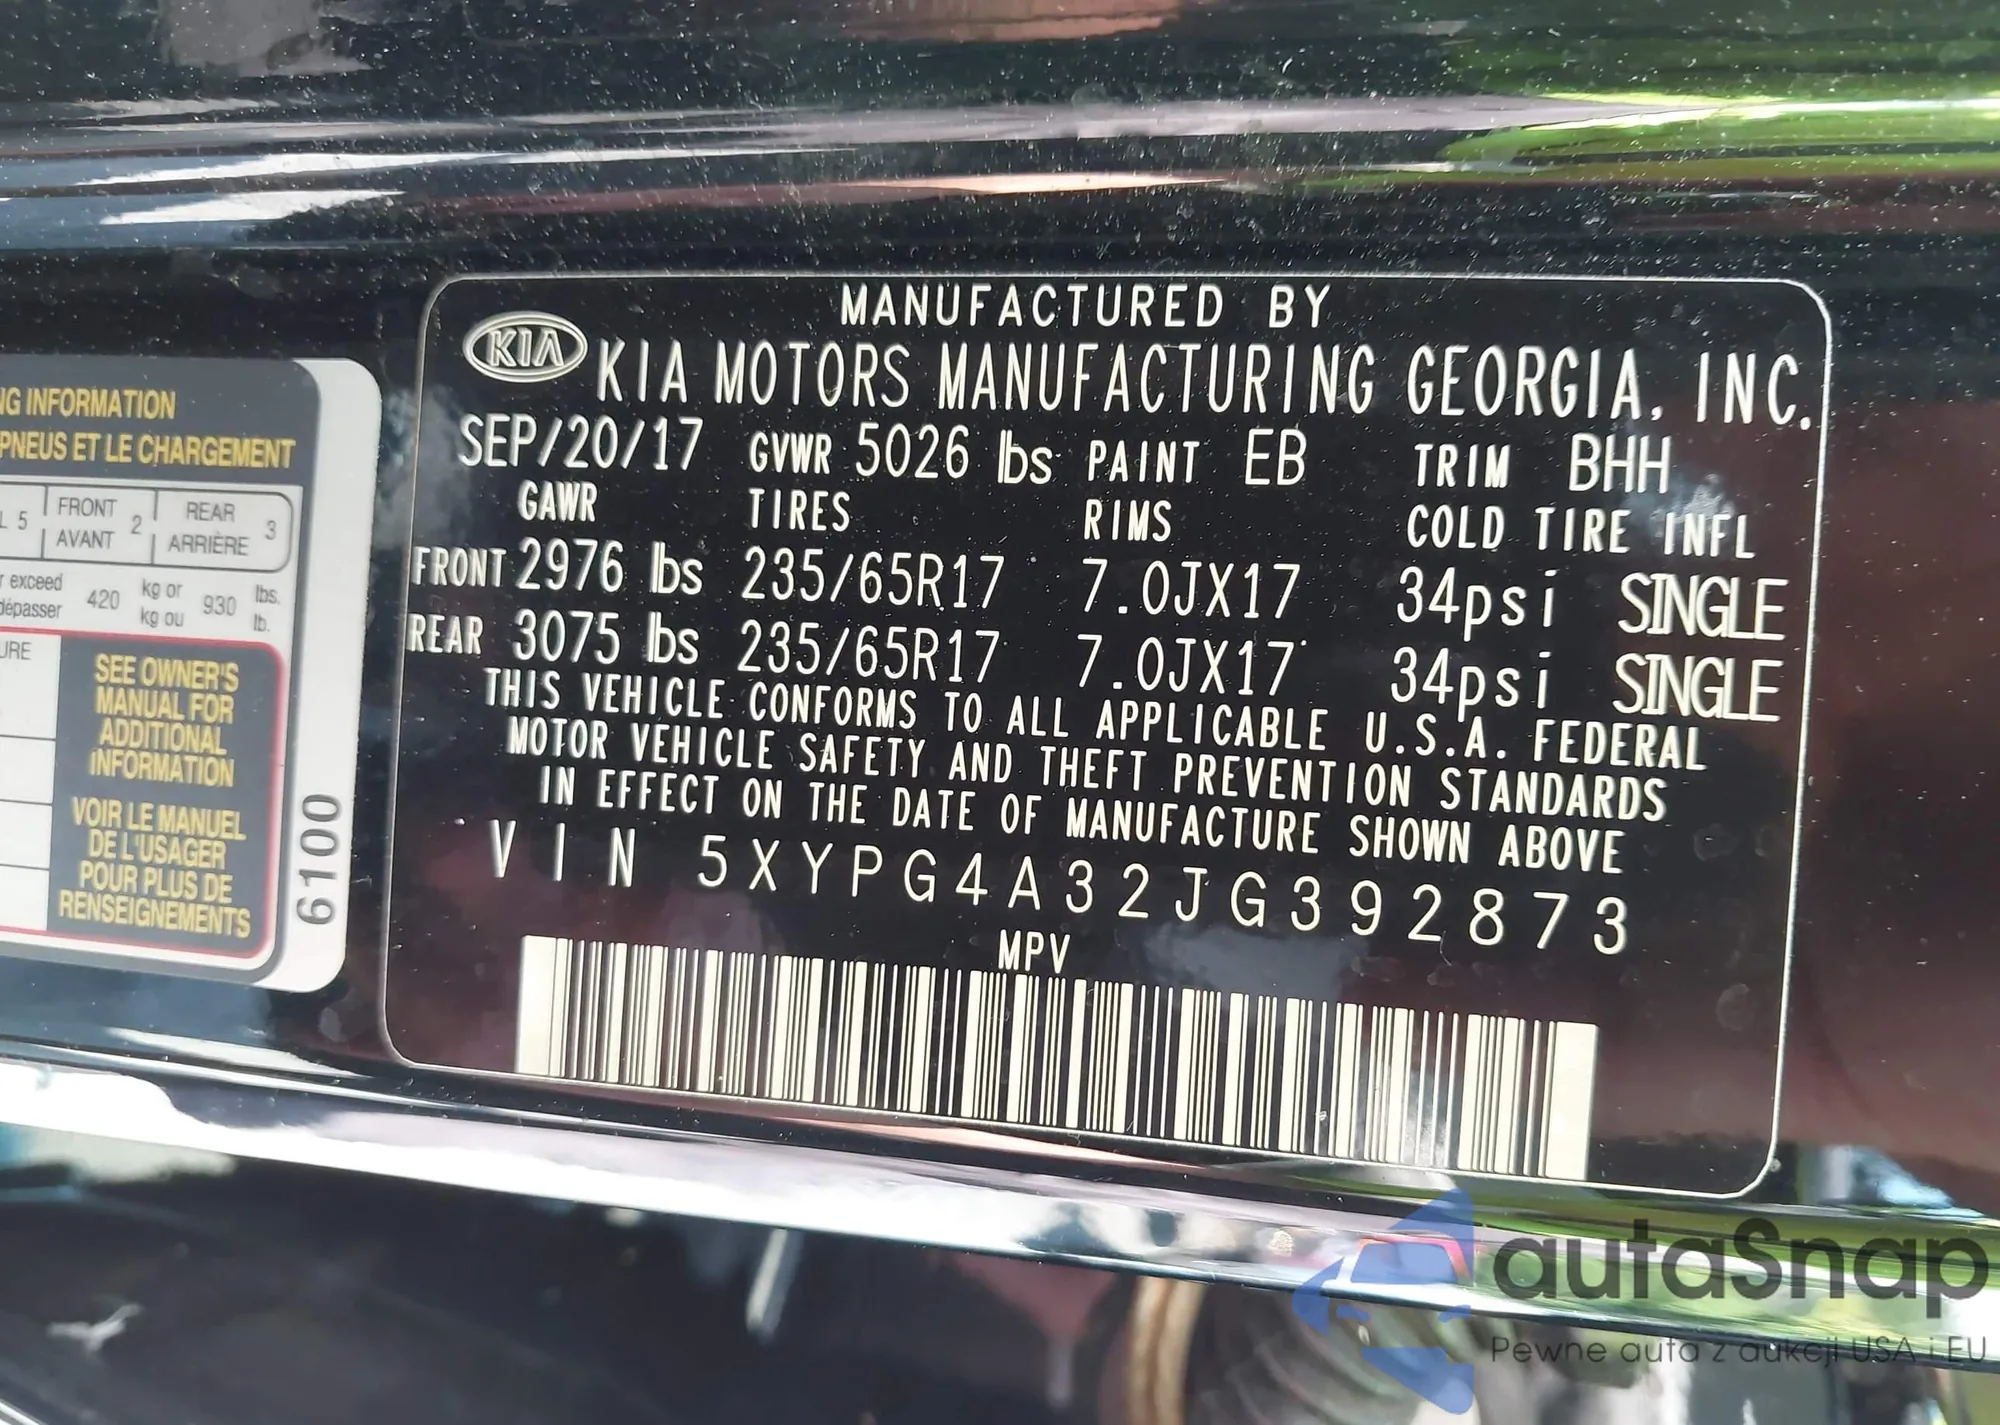 MANUFACTURED BY
KIA KIA MOTORS MANUFACTURING GEORGIA, INC.
SEP/20/17 GVWR 5026 lbs PAINT EB TRIM BHH
GAWR TIRES RIMS COLD TIRE INFL
FRONT 2976 lbs 235/65R17 7.0JX17 34psi SINGLE
REAR 3075 lbs 235/65R17 7.0JX17 34psi SINGLE
THIS VEHICLE CONFORMS TO ALL APPLICABLE U.S.A. FEDERAL
MOTOR VEHICLE SAFETY AND THEFT PREVENTION STANDARDS
IN EFFECT ON THE DATE OF MANUFACTURE SHOWN ABOVE
VIN 5XYPG4A32JG392873
MPV
NG INFORMATION
PNEUS ET LE CHARGEMENT
L 5 FRONT AVANT 2 REAR ARRIÈRE 3
r exceed 420 kg or 930 lbs.
dépasser kg ou lb.
URE
SEE OWNER'S
MANUAL FOR
ADDITIONAL
INFORMATION
VOIR LE MANUEL
DE L'USAGER
POUR PLUS DE
RENSEIGNEMENTS
6100
autaSnap
Pewne auta z aukcji USA i EU